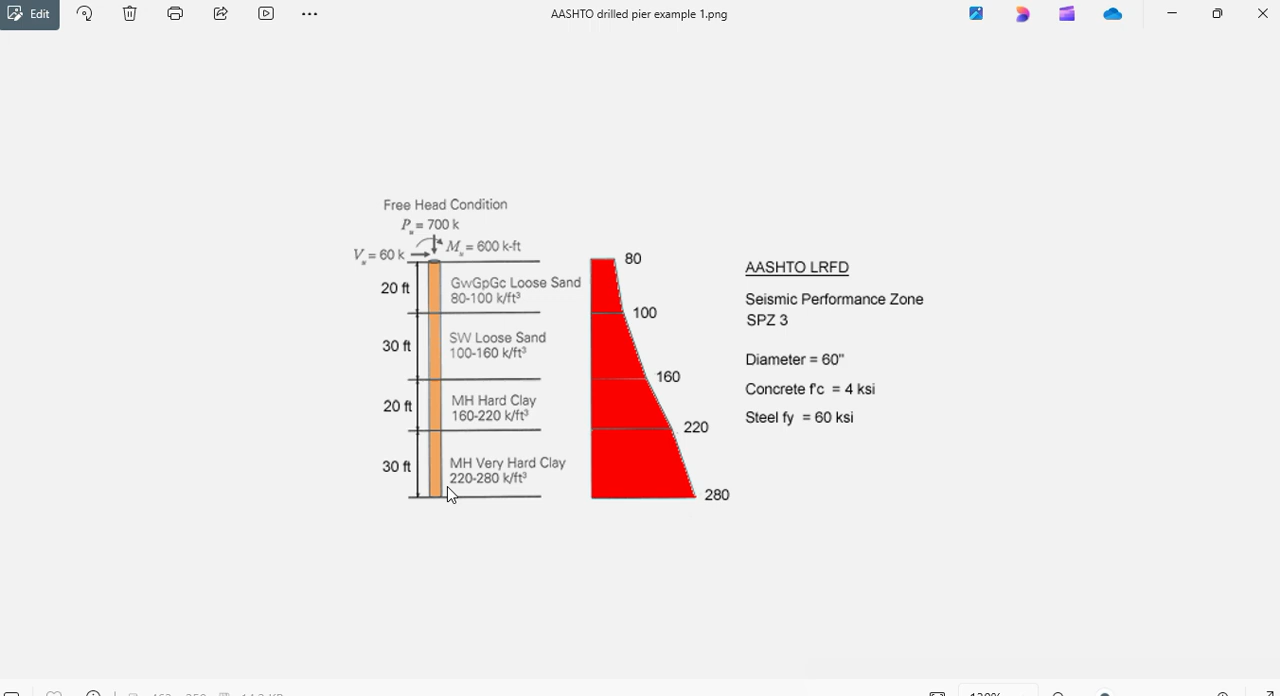 Edit
AASHTO drilled pier example 1.png
Free Head Condition
Pu = 700 k
Mu = 600 k-ft
Vu = 60 k
20 ft
GwGpGc Loose Sand
80-100 k/ft³
30 ft
SW Loose Sand
100-160 k/ft³
20 ft
MH Hard Clay
160-220 k/ft³
30 ft
MH Very Hard Clay
220-280 k/ft³
80
100
160
220
280
AASHTO LRFD
Seismic Performance Zone
SPZ 3
Diameter = 60"
Concrete f'c = 4 ksi
Steel fy = 60 ksi